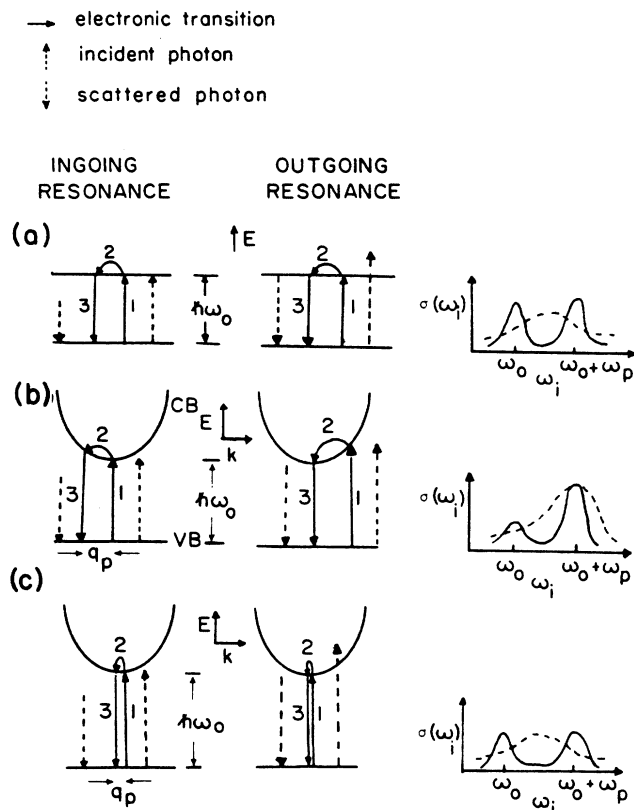 electronic transition
incident photon
scattered photon
INGOING RESONANCE
OUTGOING RESONANCE
(a)
2
3
1
ħω₀
E
2
3
1
σ(ωᵢ)
ω₀
ωᵢ
ω₀+ωₚ
(b)
CB
2
3
1
qₚ
VB
E
k
ħω₀
2
3
1
σ(ωᵢ)
ω₀
ωᵢ
ω₀+ωₚ
(c)
2
3
1
qₚ
E
k
ħω₀
2
3
1
σ(ωᵢ)
ω₀
ωᵢ
ω₀+ωₚ